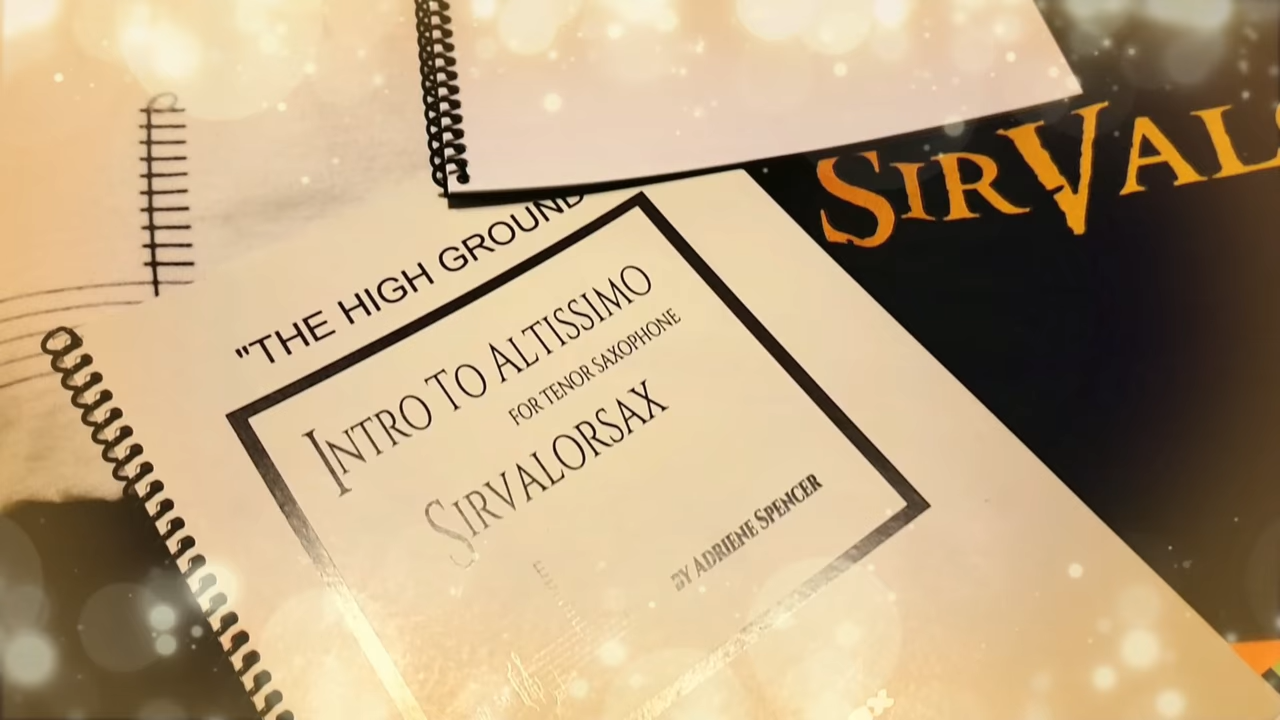 SIRVAL
"THE HIGH GROUND
INTRO TO ALTISSIMO
FOR TENOR SAXOPHONE
SIRVALORSAX
BY ADRIENE SPENCER